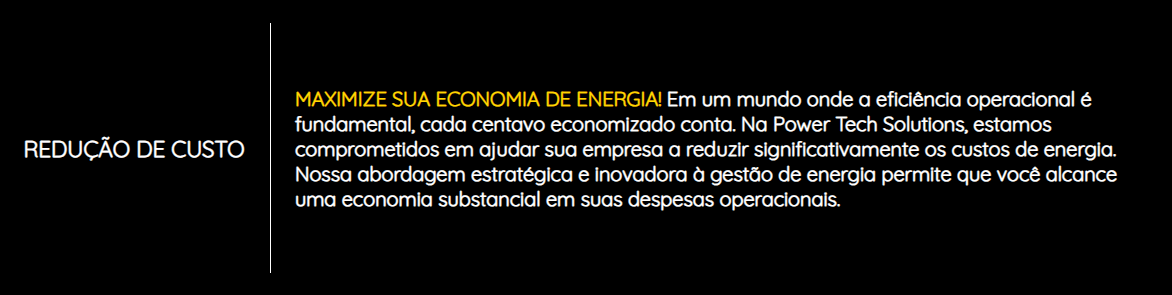 REDUÇÃO DE CUSTO
MAXIMIZE SUA ECONOMIA DE ENERGIA! Em um mundo onde a eficiência operacional é
fundamental, cada centavo economizado conta. Na Power Tech Solutions, estamos
comprometidos em ajudar sua empresa a reduzir significativamente os custos de energia.
Nossa abordagem estratégica e inovadora à gestão de energia permite que você alcance
uma economia substancial em suas despesas operacionais.